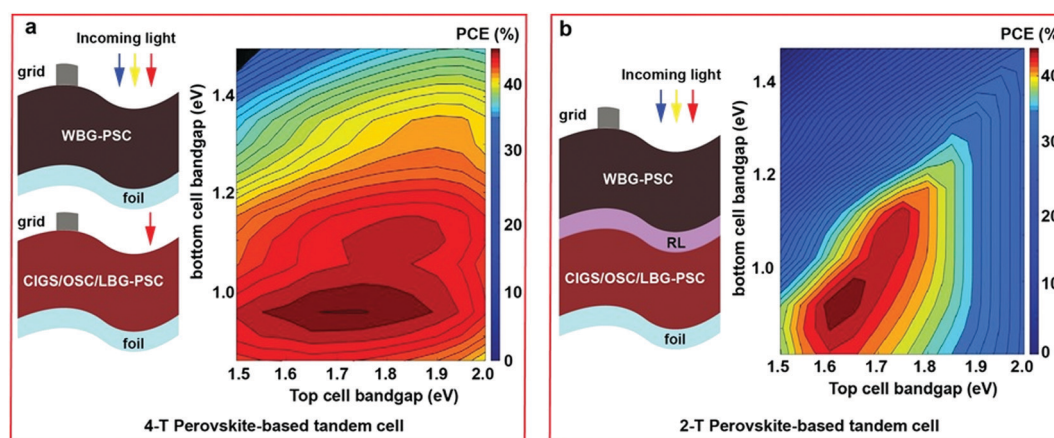 a
Incoming light
grid
WBG-PSC
foil
grid
CIGS/OSC/LBG-PSC
foil
bottom cell bandgap (eV)
1.4
1.2
1.0
1.5 1.6 1.7 1.8 1.9 2.0
Top cell bandgap (eV)
PCE (%)
40
30
20
10
0
4-T Perovskite-based tandem cell
b
Incoming light
grid
WBG-PSC
RL
CIGS/OSC/LBG-PSC
foil
bottom cell bandgap (eV)
1.4
1.2
1.0
1.5 1.6 1.7 1.8 1.9 2.0
Top cell bandgap (eV)
PCE (%)
40
30
20
10
0
2-T Perovskite-based tandem cell